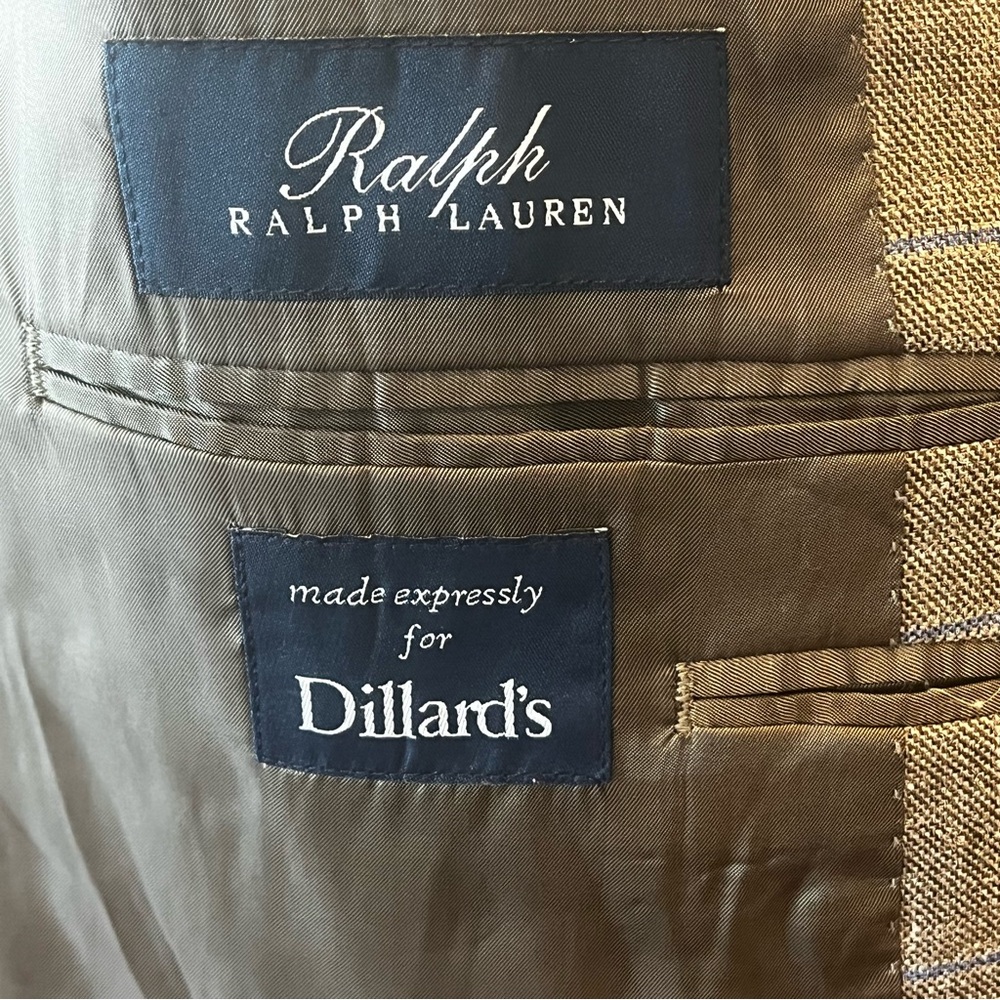 Ralph
RALPH LAUREN
made expressly
for
Dillard's